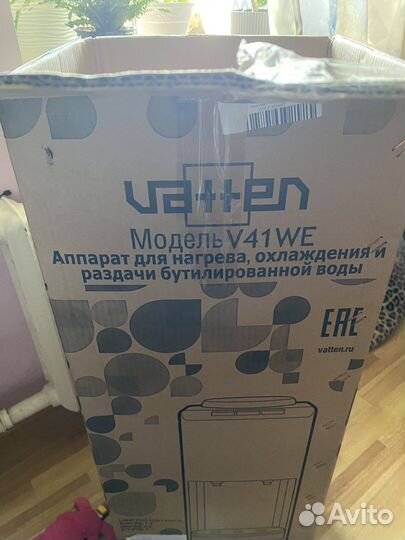 vatten
Модель V41WE
Аппарат для нагрева, охлаждения и
раздачи бутилированной воды
EAC
vatten.ru
Avito